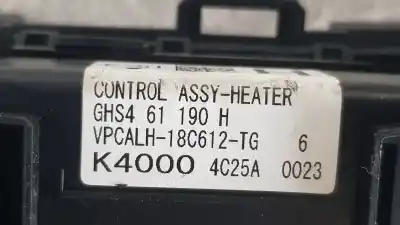 CONTROL ASSY-HEATER
GHS4 61 190 H
VPCALH-18C612-TG 6
K4000 4C25A 0023